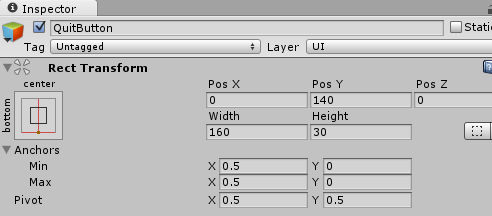 Inspector
QuitButton
Static
Tag Untagged Layer UI
Rect Transform
center
bottom
Pos X Pos Y Pos Z
0 140 0
Width Height
160 30
Anchors
Min X 0.5 Y 0
Max X 0.5 Y 0
Pivot X 0.5 Y 0.5